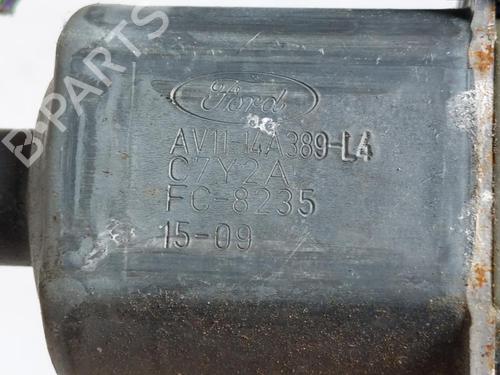 Ford
AV11-14A389-L4
C7Y2A
FC-8235
15-09
B-PARTS